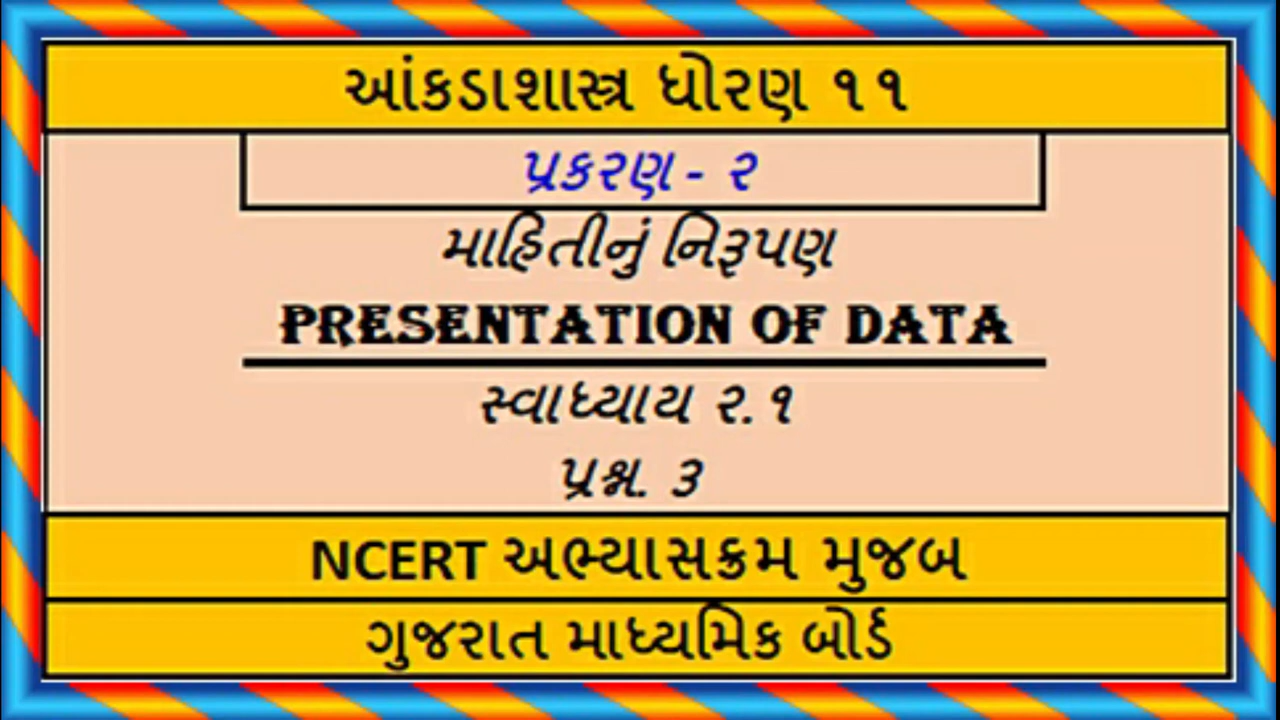 આંકડાશાસ્ત્ર ધોરણ ૧૧
પ્રકરણ - ૨
માહિતીનું નિરૂપણ
PRESENTATION OF DATA
સ્વાધ્યાય ૨.૧
પ્રશ્ન. ૩
NCERT અભ્યાસક્રમ મુજબ
ગુજરાત માધ્યમિક બોર્ડ